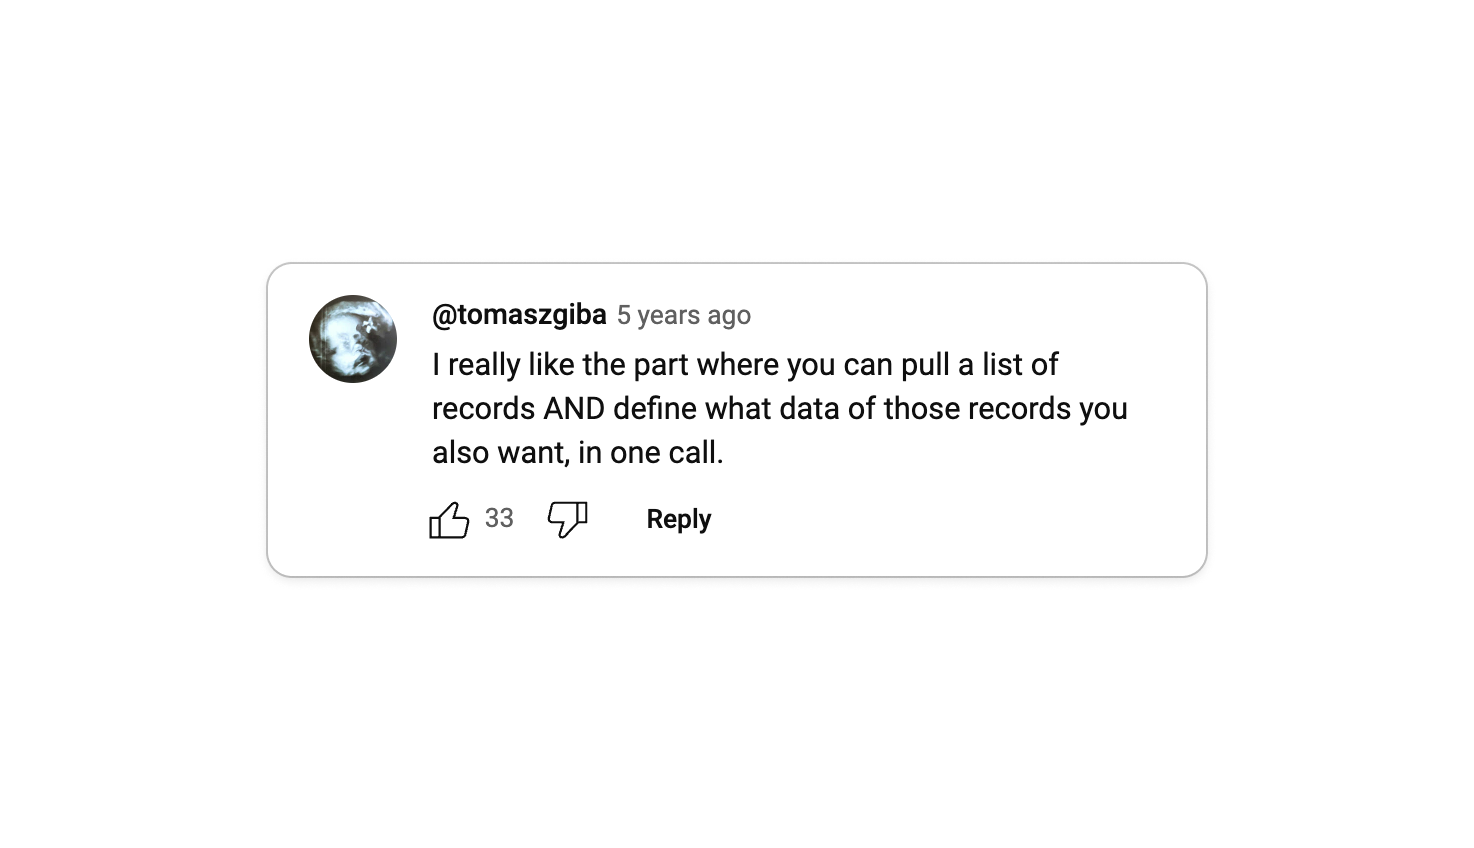 @tomaszgiba 5 years ago
I really like the part where you can pull a list of
records AND define what data of those records you
also want, in one call.
33 Reply